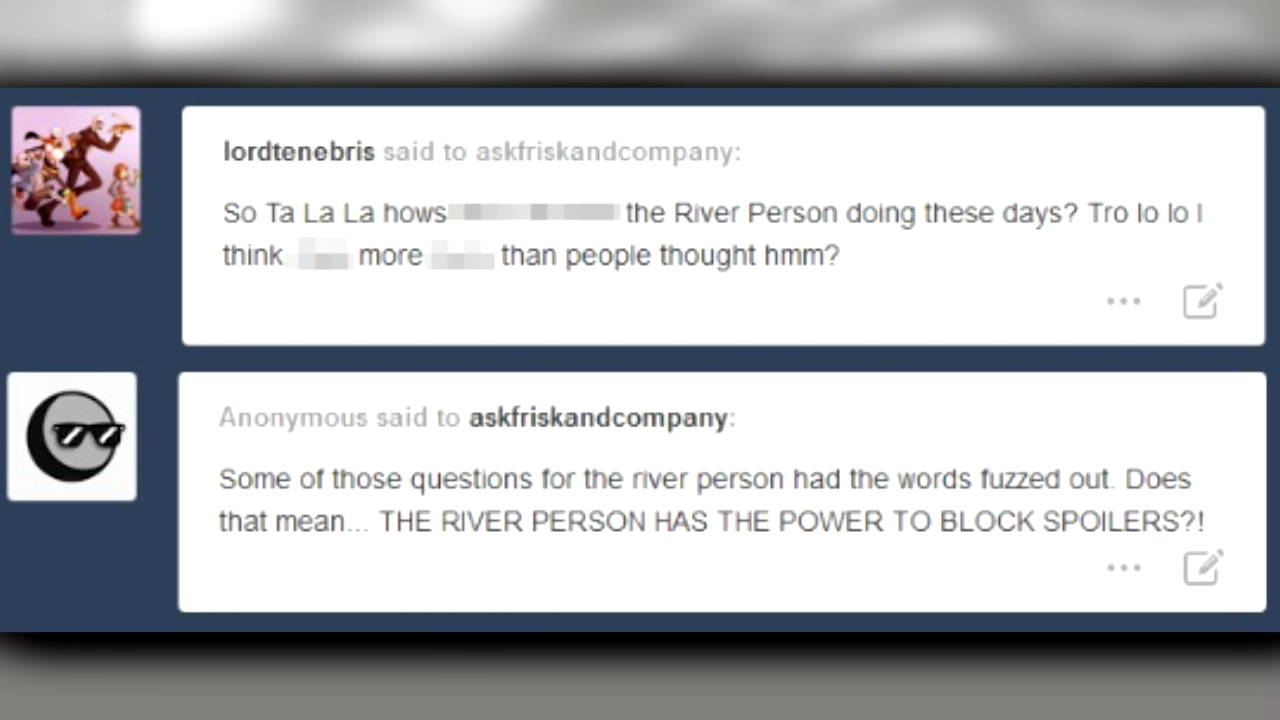 lordtenebris said to askfriskandcompany:
So Ta La La hows the River Person doing these days? Tro lo lo I
think more than people thought hmm?
Anonymous said to askfriskandcompany:
Some of those questions for the river person had the words fuzzed out. Does
that mean... THE RIVER PERSON HAS THE POWER TO BLOCK SPOILERS?!